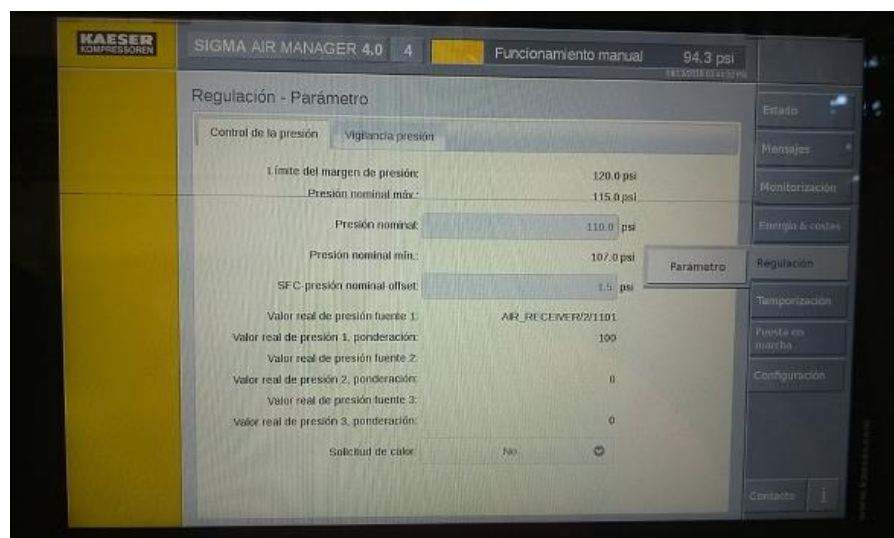 KAESER
KOMPRESSOREN
SIGMA AIR MANAGER 4.0 4 Funcionamiento manual 94.3 psi
Regulación - Parámetro
Control de la presión Vigilancia presión
Límite del margen de presión: 120.0 psi
Presión nominal máx.: 115.0 psi
Presión nominal: 110.0 psi
Presión nominal mín.: 107.0 psi
SFC-presión nominal-offset: 1.5 psi
Valor real de presión fuente 1: AIR_RECEIVER/2/1101
Valor real de presión 1, ponderación: 100
Valor real de presión fuente 2:
Valor real de presión 2, ponderación: 0
Valor real de presión fuente 3:
Valor real de presión 3, ponderación: 0
Solicitud de calor: No
Estado
Mensajes
Monitorización
Energía & costes
Parámetro Regulación
Temporización
Puesta en
marcha
Configuración
Contacto i
www.kaeser.com